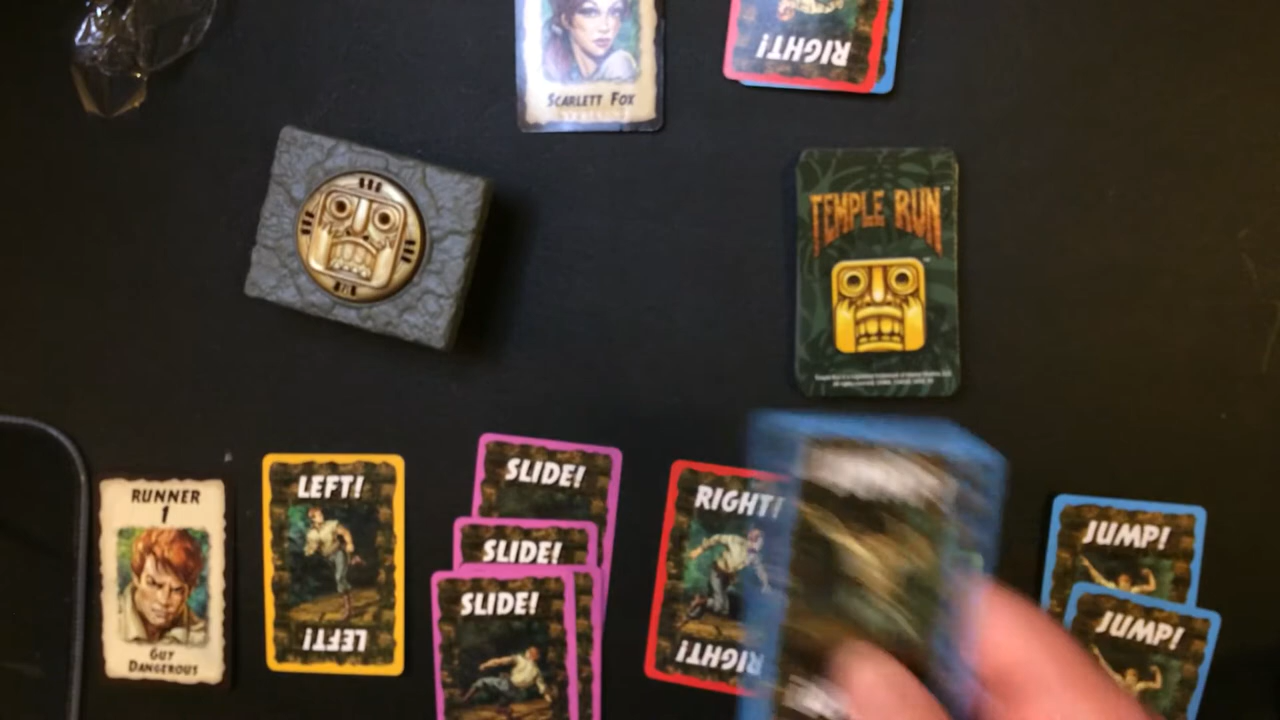 SCARLETT FOX
RIGHT!
TEMPLE RUN
RUNNER
1
GUY
DANGEROUS
LEFT!
LEFT!
SLIDE!
SLIDE!
SLIDE!
RIGHT!
RIGHT!
JUMP!
JUMP!